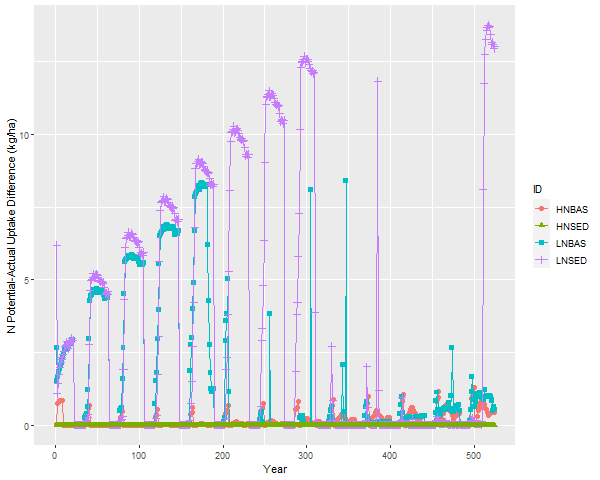 N Potential-Actual Uptake Difference (kg/ha)
10
5
0
0
100
200
300
400
500
Year
ID
HNBAS
HNSED
LNBAS
LNSED